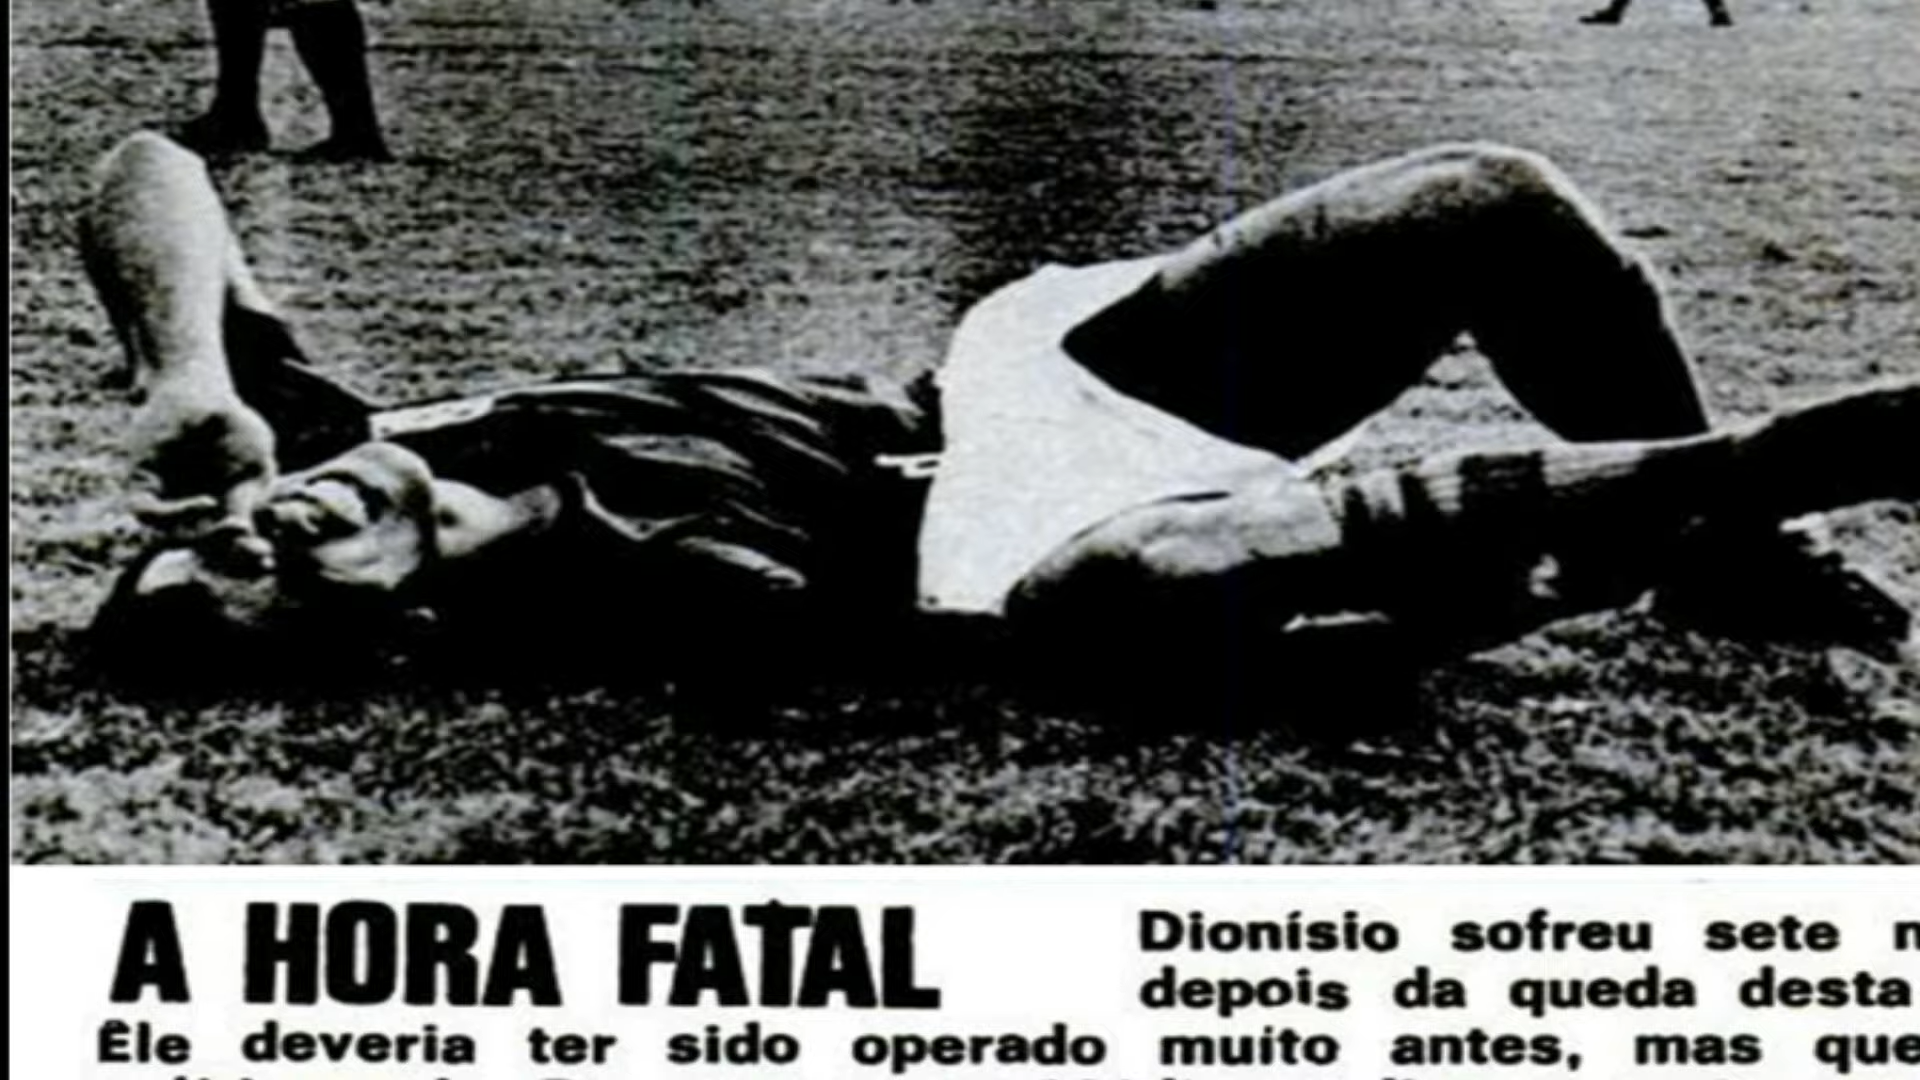 A HORA FATAL
Dionísio sofreu sete
depois da queda desta
Êle deveria ter sido operado muito antes, mas que